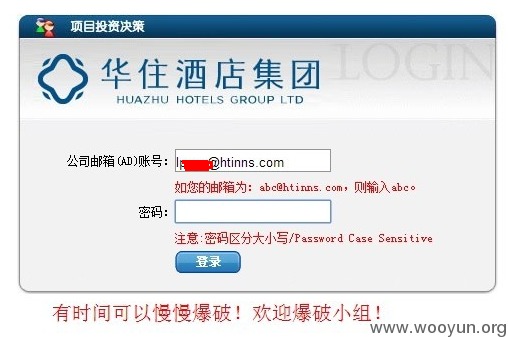 项目投资决策
LOGIN
华住酒店集团
HUAZHU HOTELS GROUP LTD
公司邮箱(AD)账号: @htinns.com
如您的邮箱为: abc@htinns.com, 则输入abc。
密码:
注意:密码区分大小写/Password Case Sensitive
登录
有时间可以慢慢爆破! 欢迎爆破小组!
www.wooyun.org